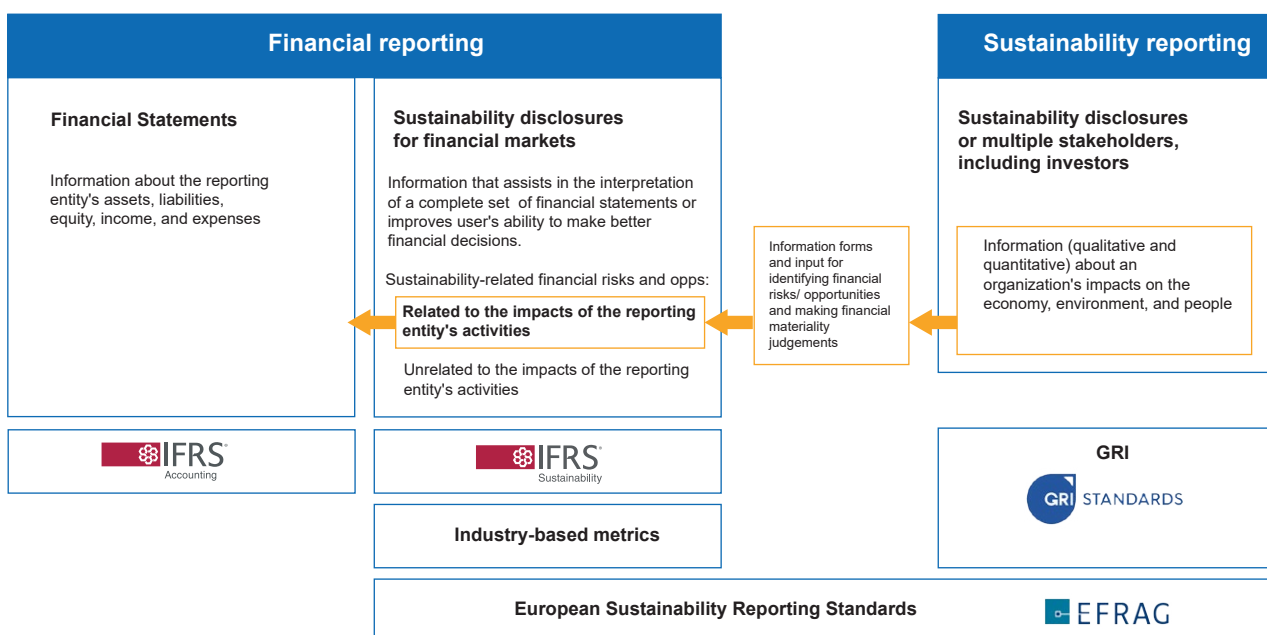 Financial reporting
Sustainability reporting
Financial Statements
Information about the reporting
entity's assets, liabilities,
equity, income, and expenses
Sustainability disclosures
for financial markets
Information that assists in the interpretation
of a complete set of financial statements or
improves user's ability to make better
financial decisions.
Sustainability-related financial risks and opps:
Related to the impacts of the reporting
entity's activities
Unrelated to the impacts of the reporting
entity's activities
Information forms
and input for
identifying financial
risks/ opportunities
and making financial
materiality
judgements
Sustainability disclosures
or multiple stakeholders,
including investors
Information (qualitative and
quantitative) about an
organization's impacts on the
economy, environment, and people
IFRS
Accounting
IFRS
Sustainability
GRI
GRI STANDARDS
Industry-based metrics
European Sustainability Reporting Standards
EFRAG